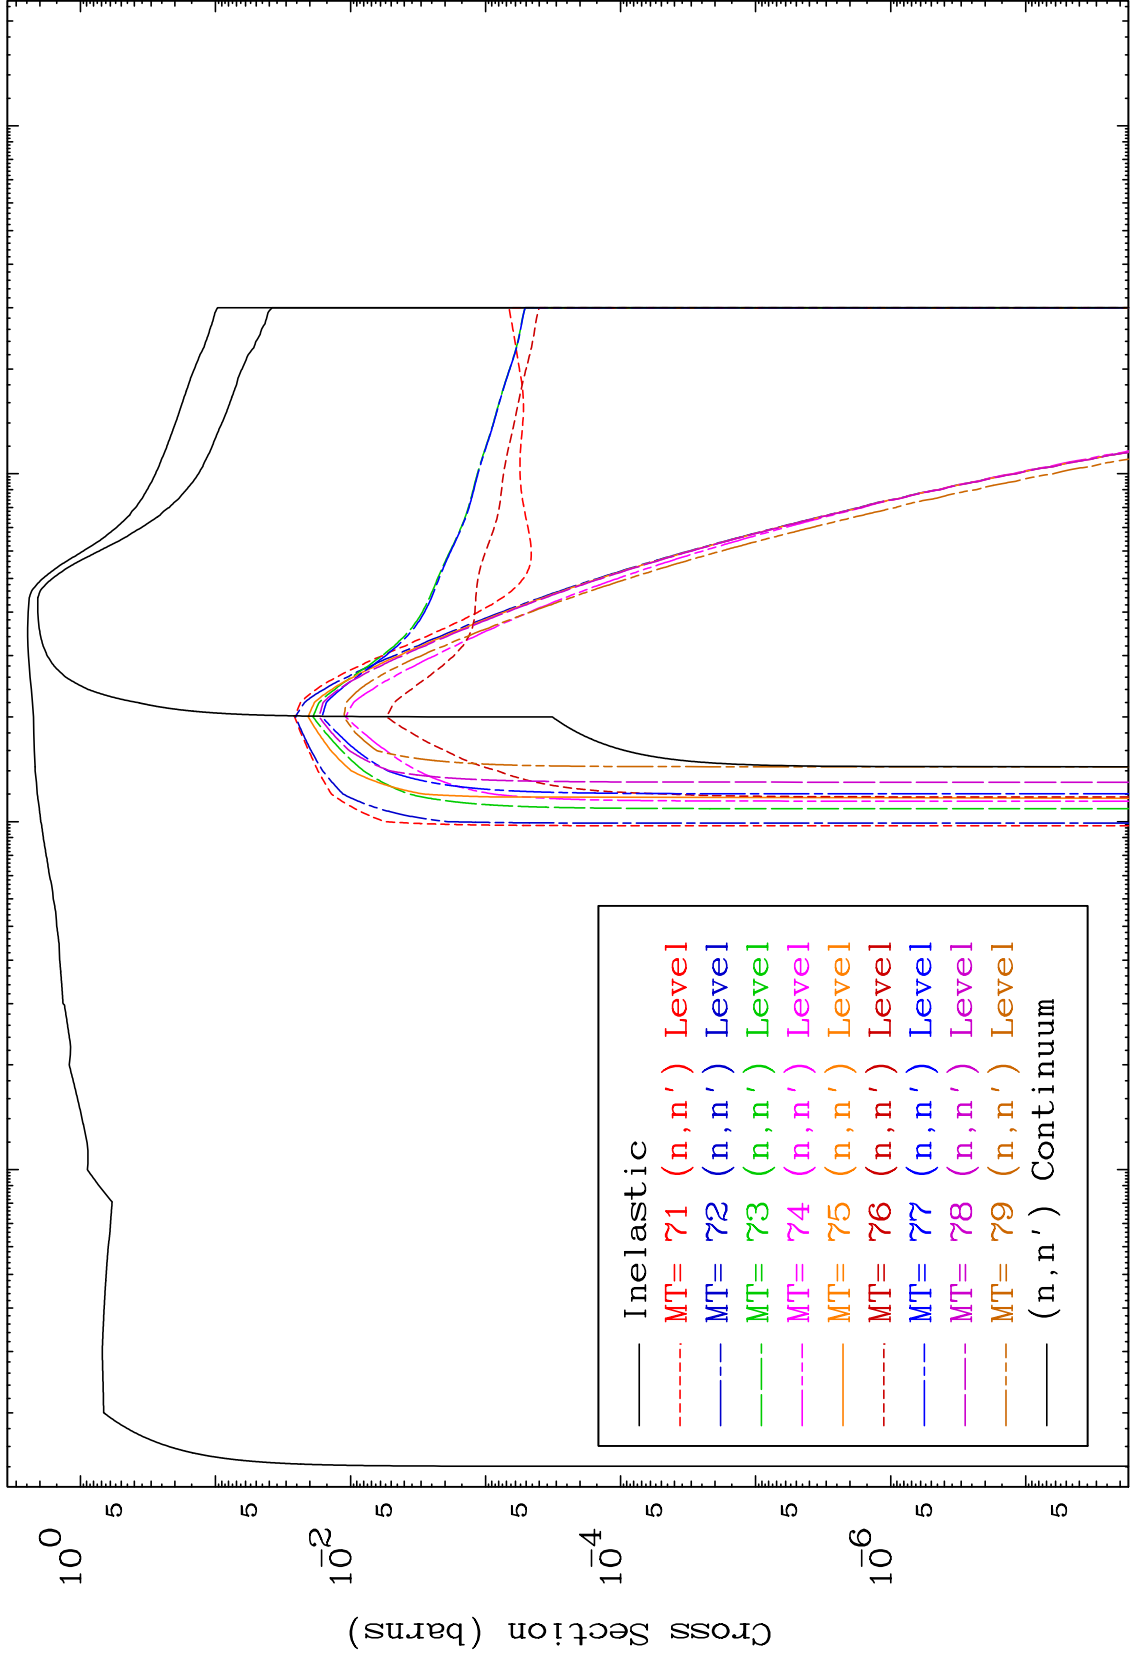 Cross Section (barns)
10^0
5
5
10^-2
5
5
10^-4
5
5
10^-6
5
5
Inelastic
MT= 71 (n,n') Level
MT= 72 (n,n') Level
MT= 73 (n,n') Level
MT= 74 (n,n') Level
MT= 75 (n,n') Level
MT= 76 (n,n') Level
MT= 77 (n,n') Level
MT= 78 (n,n') Level
MT= 79 (n,n') Level
(n,n') Continuum